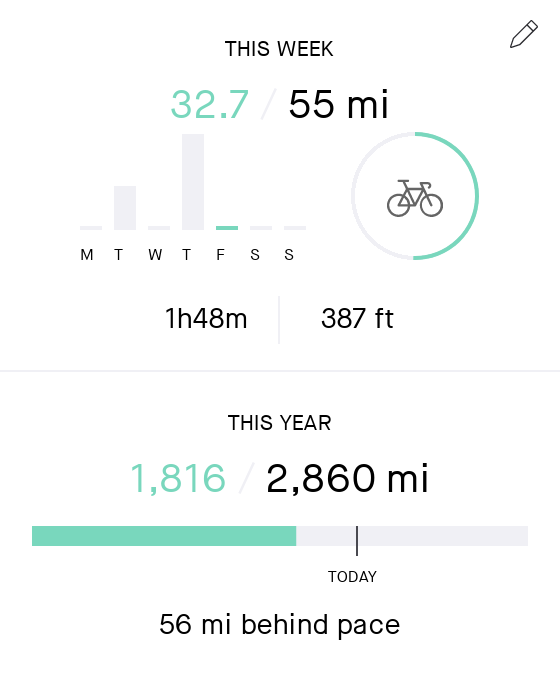 THIS WEEK
32.7 / 55 mi
M T W T F S S
1h48m 387 ft
THIS YEAR
1,816 / 2,860 mi
TODAY
56 mi behind pace